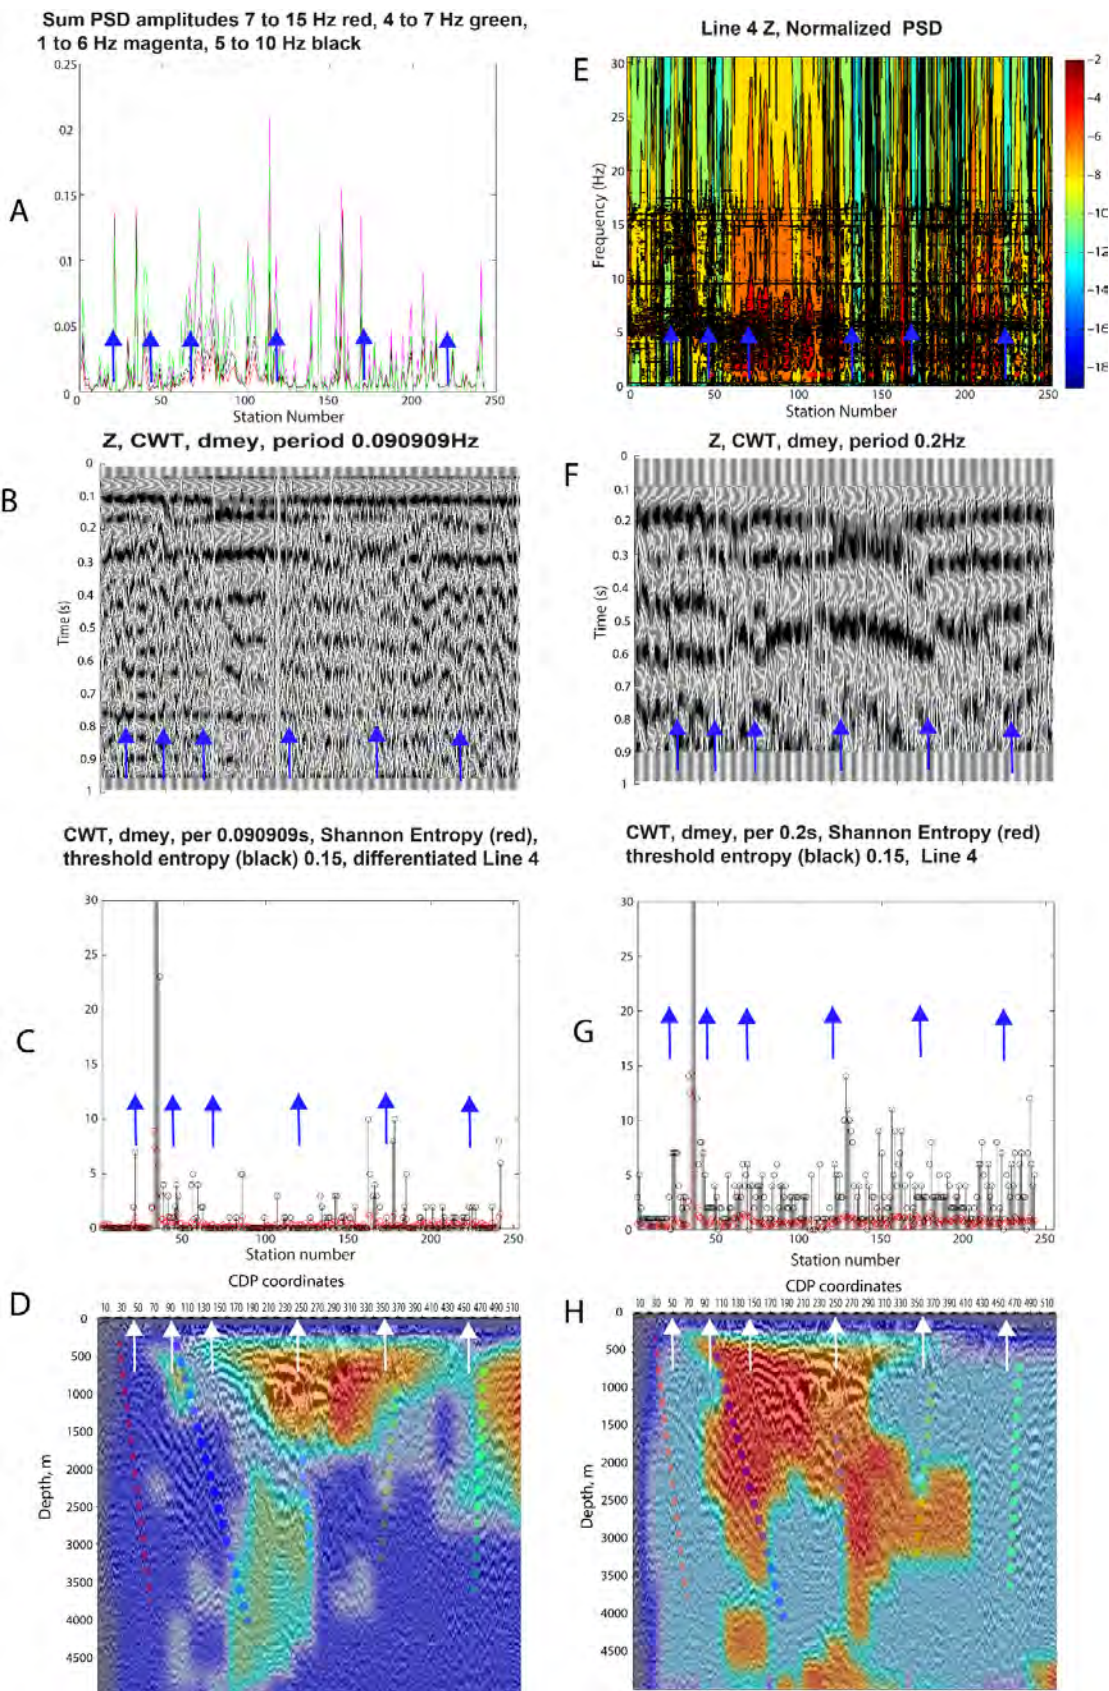 Sum PSD amplitudes 7 to 15 Hz red, 4 to 7 Hz green,
1 to 6 Hz magenta, 5 to 10 Hz black
A
0.25
0.2
0.15
0.1
0.05
0
0 50 100 150 200 250
Station Number
Line 4 Z, Normalized PSD
E
Frequency (Hz)
30
25
20
15
10
5
0
0 50 100 150 200 250
Station Number
-2
-4
-6
-8
-10
-12
-14
-16
-18
Z, CWT, dmey, period 0.090909Hz
B
Time (s)
0
0.1
0.2
0.3
0.4
0.5
0.6
0.7
0.8
0.9
1
Z, CWT, dmey, period 0.2Hz
F
Time (s)
0
0.1
0.2
0.3
0.4
0.5
0.6
0.7
0.8
0.9
1
CWT, dmey, per 0.090909s, Shannon Entropy (red),
threshold entropy (black) 0.15, differentiated Line 4
C
30
25
20
15
10
5
0
50 100 150 200 250
Station number
CWT, dmey, per 0.2s, Shannon Entropy (red)
threshold entropy (black) 0.15, Line 4
G
30
25
20
15
10
5
0
50 100 150 200 250
Station number
CDP coordinates
D
10 30 50 70 90 110 130 150 170 210 230 250 270 290 310 330 350 370 390 410 430 450 470 510
Depth, m
0
500
1000
1500
2000
2500
3000
3500
4000
4500
CDP coordinates
H
10 30 50 70 90 110 130 150 170 210 230 250 270 290 310 330 350 370 390 410 430 450 470 510
Depth, m
0
500
1000
1500
2000
2500
3000
3500
4000
4500